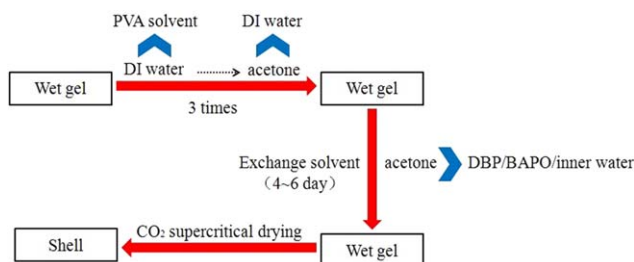 PVA solvent
DI water
DI water
acetone
Wet gel
Wet gel
3 times
Exchange solvent
(4~6 day)
acetone
DBP/BAPO/inner water
CO₂ supercritical drying
Shell
Wet gel